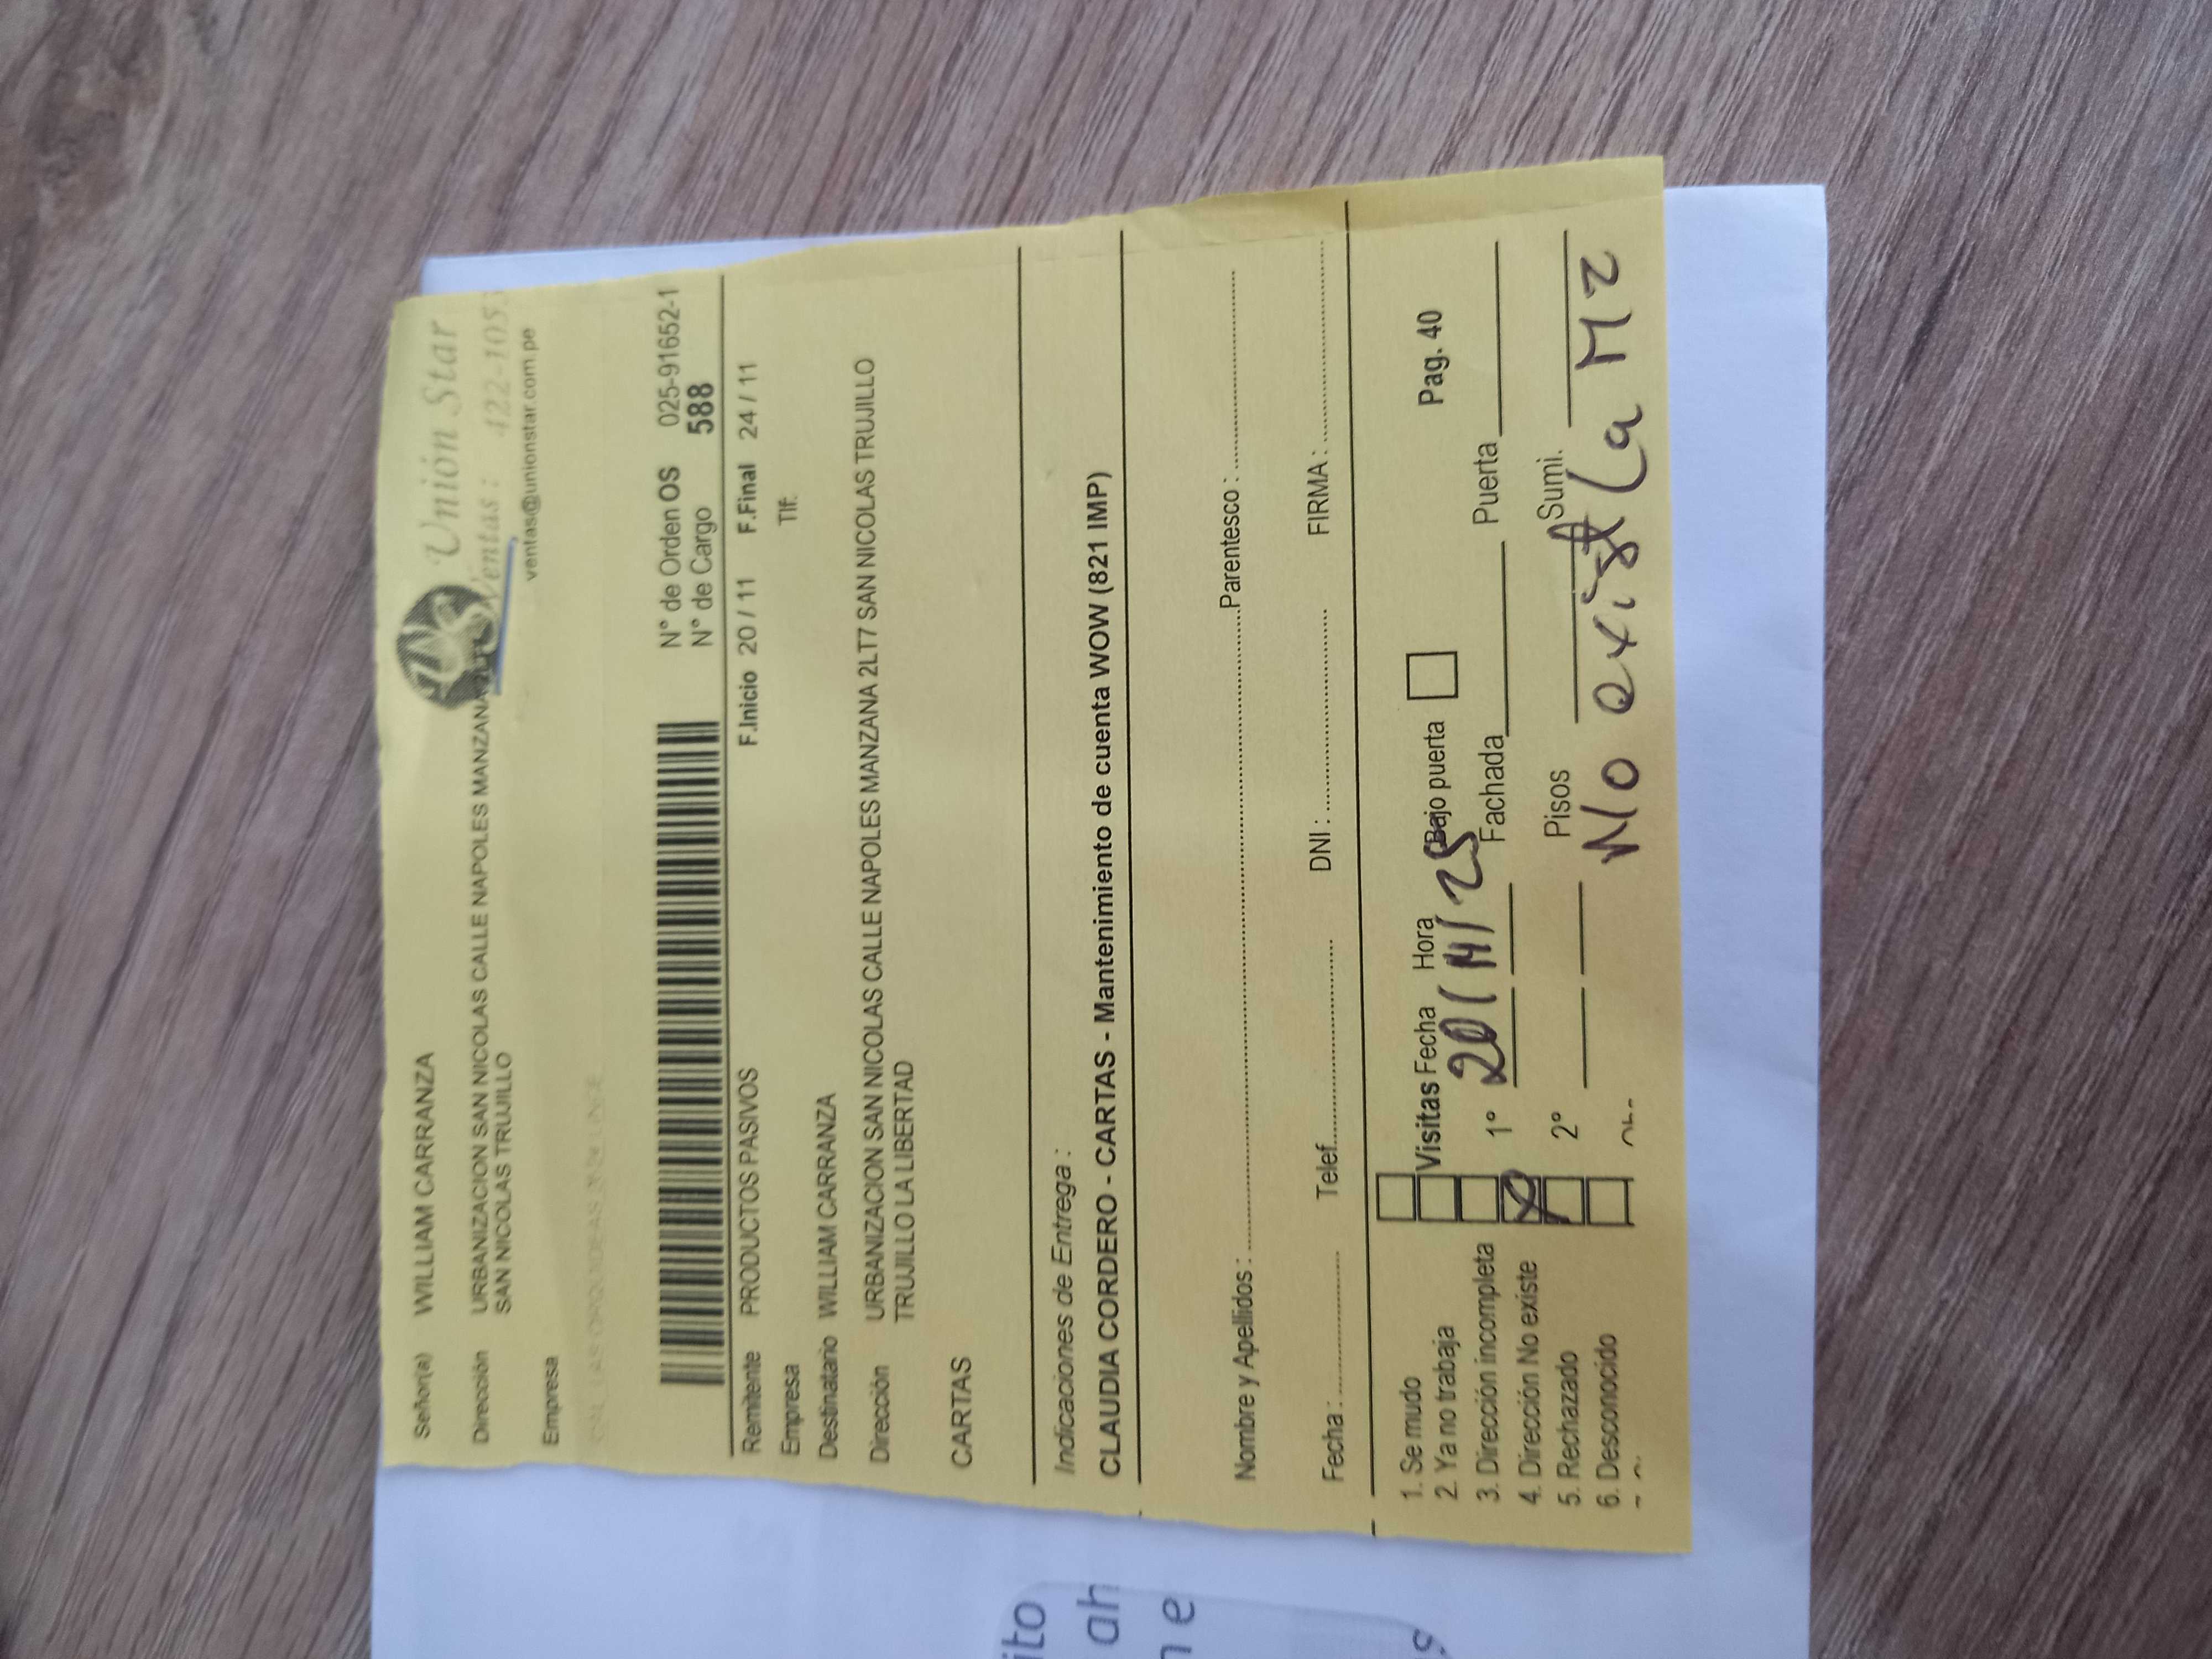 Unión Star
Ventas : 422-105
ventas@unionstar.com.pe
Señor(a) WILLIAM CARRANZA
Dirección URBANIZACION SAN NICOLAS CALLE NAPOLES MANZANA 2LT7
SAN NICOLAS TRUJILLO
Empresa
N° de Orden OS 025-91652-1
N° de Cargo 588
Remitente PRODUCTOS PASIVOS F.Inicio 20 / 11 F.Final 24 / 11
Empresa Tlf.
Destinatario WILLIAM CARRANZA
Dirección URBANIZACION SAN NICOLAS CALLE NAPOLES MANZANA 2LT7 SAN NICOLAS TRUJILLO
TRUJILLO LA LIBERTAD
CARTAS
Indicaciones de Entrega :
CLAUDIA CORDERO - CARTAS - Mantenimiento de cuenta WOW (821 IMP)
Nombre y Apellidos : Parentesco :
Fecha : Telef. DNI : FIRMA :
1. Se mudo
2. Ya no trabaja Visitas Fecha Hora Bajo puerta Pag. 40
3. Dirección incompleta 1° 20/11/25 Fachada Puerta
4. Dirección No existe
5. Rechazado 2° Pisos Sumi.
6. Desconocido No existe la Mz
ito
ah
n e